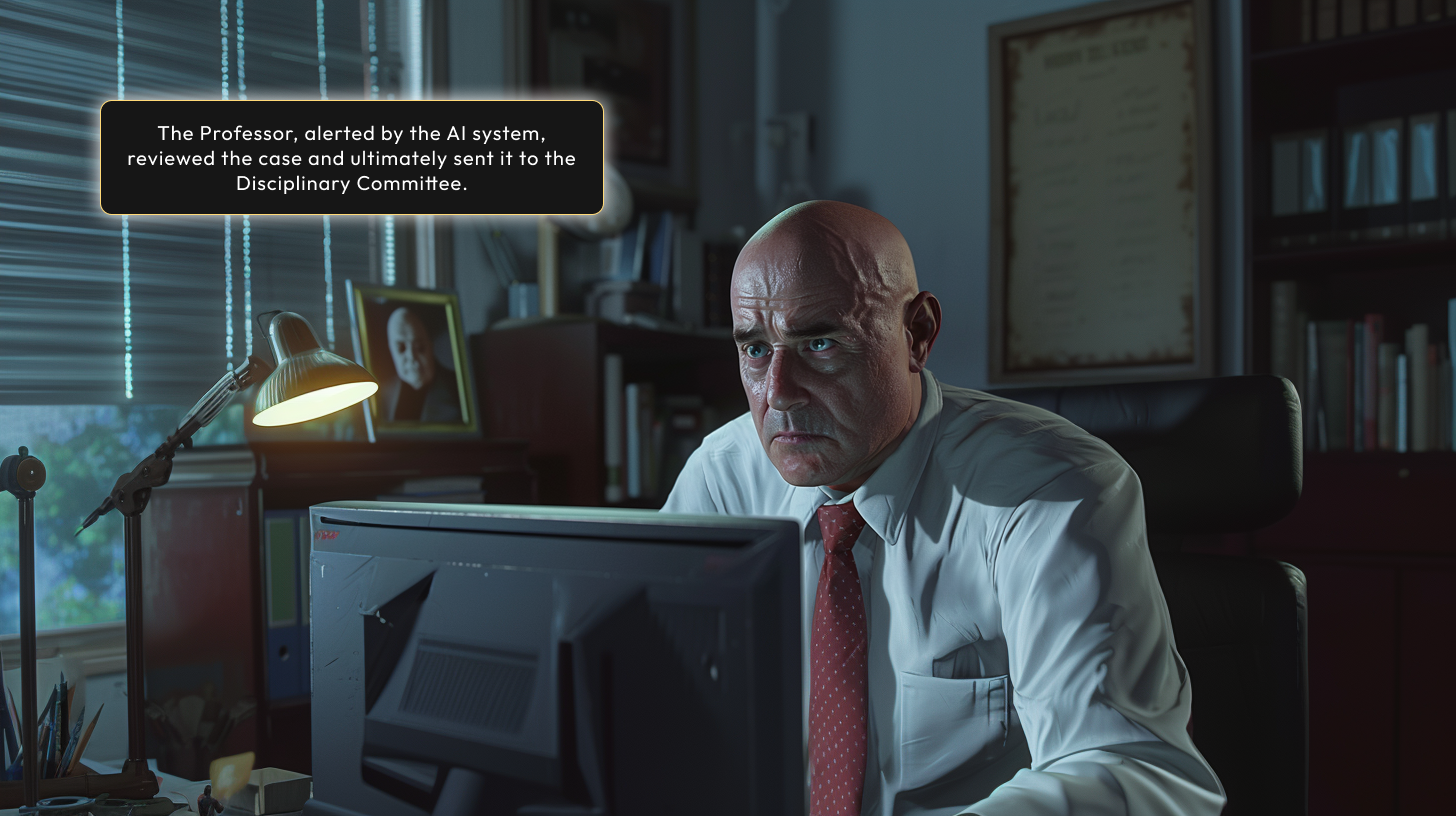 The Professor, alerted by the AI system,
reviewed the case and ultimately sent it to the
Disciplinary Committee.